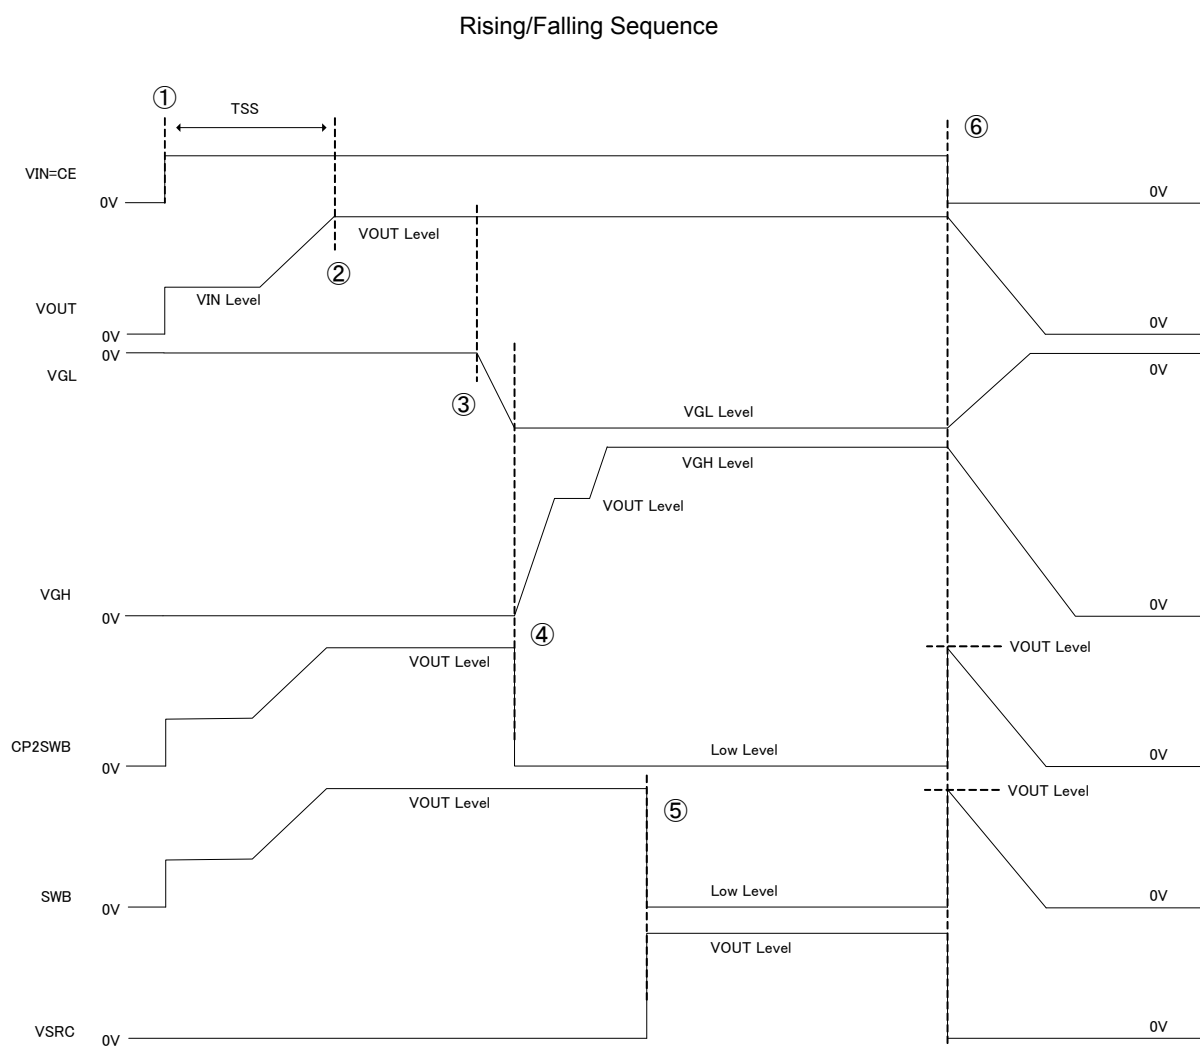 Rising/Falling Sequence
①
TSS
⑥
VIN=CE
0V
0V
VOUT Level
②
VIN Level
VOUT
0V
0V
0V
VGL
0V
③
VGL Level
VGH Level
VOUT Level
VGH
0V
0V
④
VOUT Level
VOUT Level
CP2SWB
0V
Low Level
0V
VOUT Level
VOUT Level
⑤
SWB
0V
Low Level
0V
VOUT Level
VSRC
0V
0V